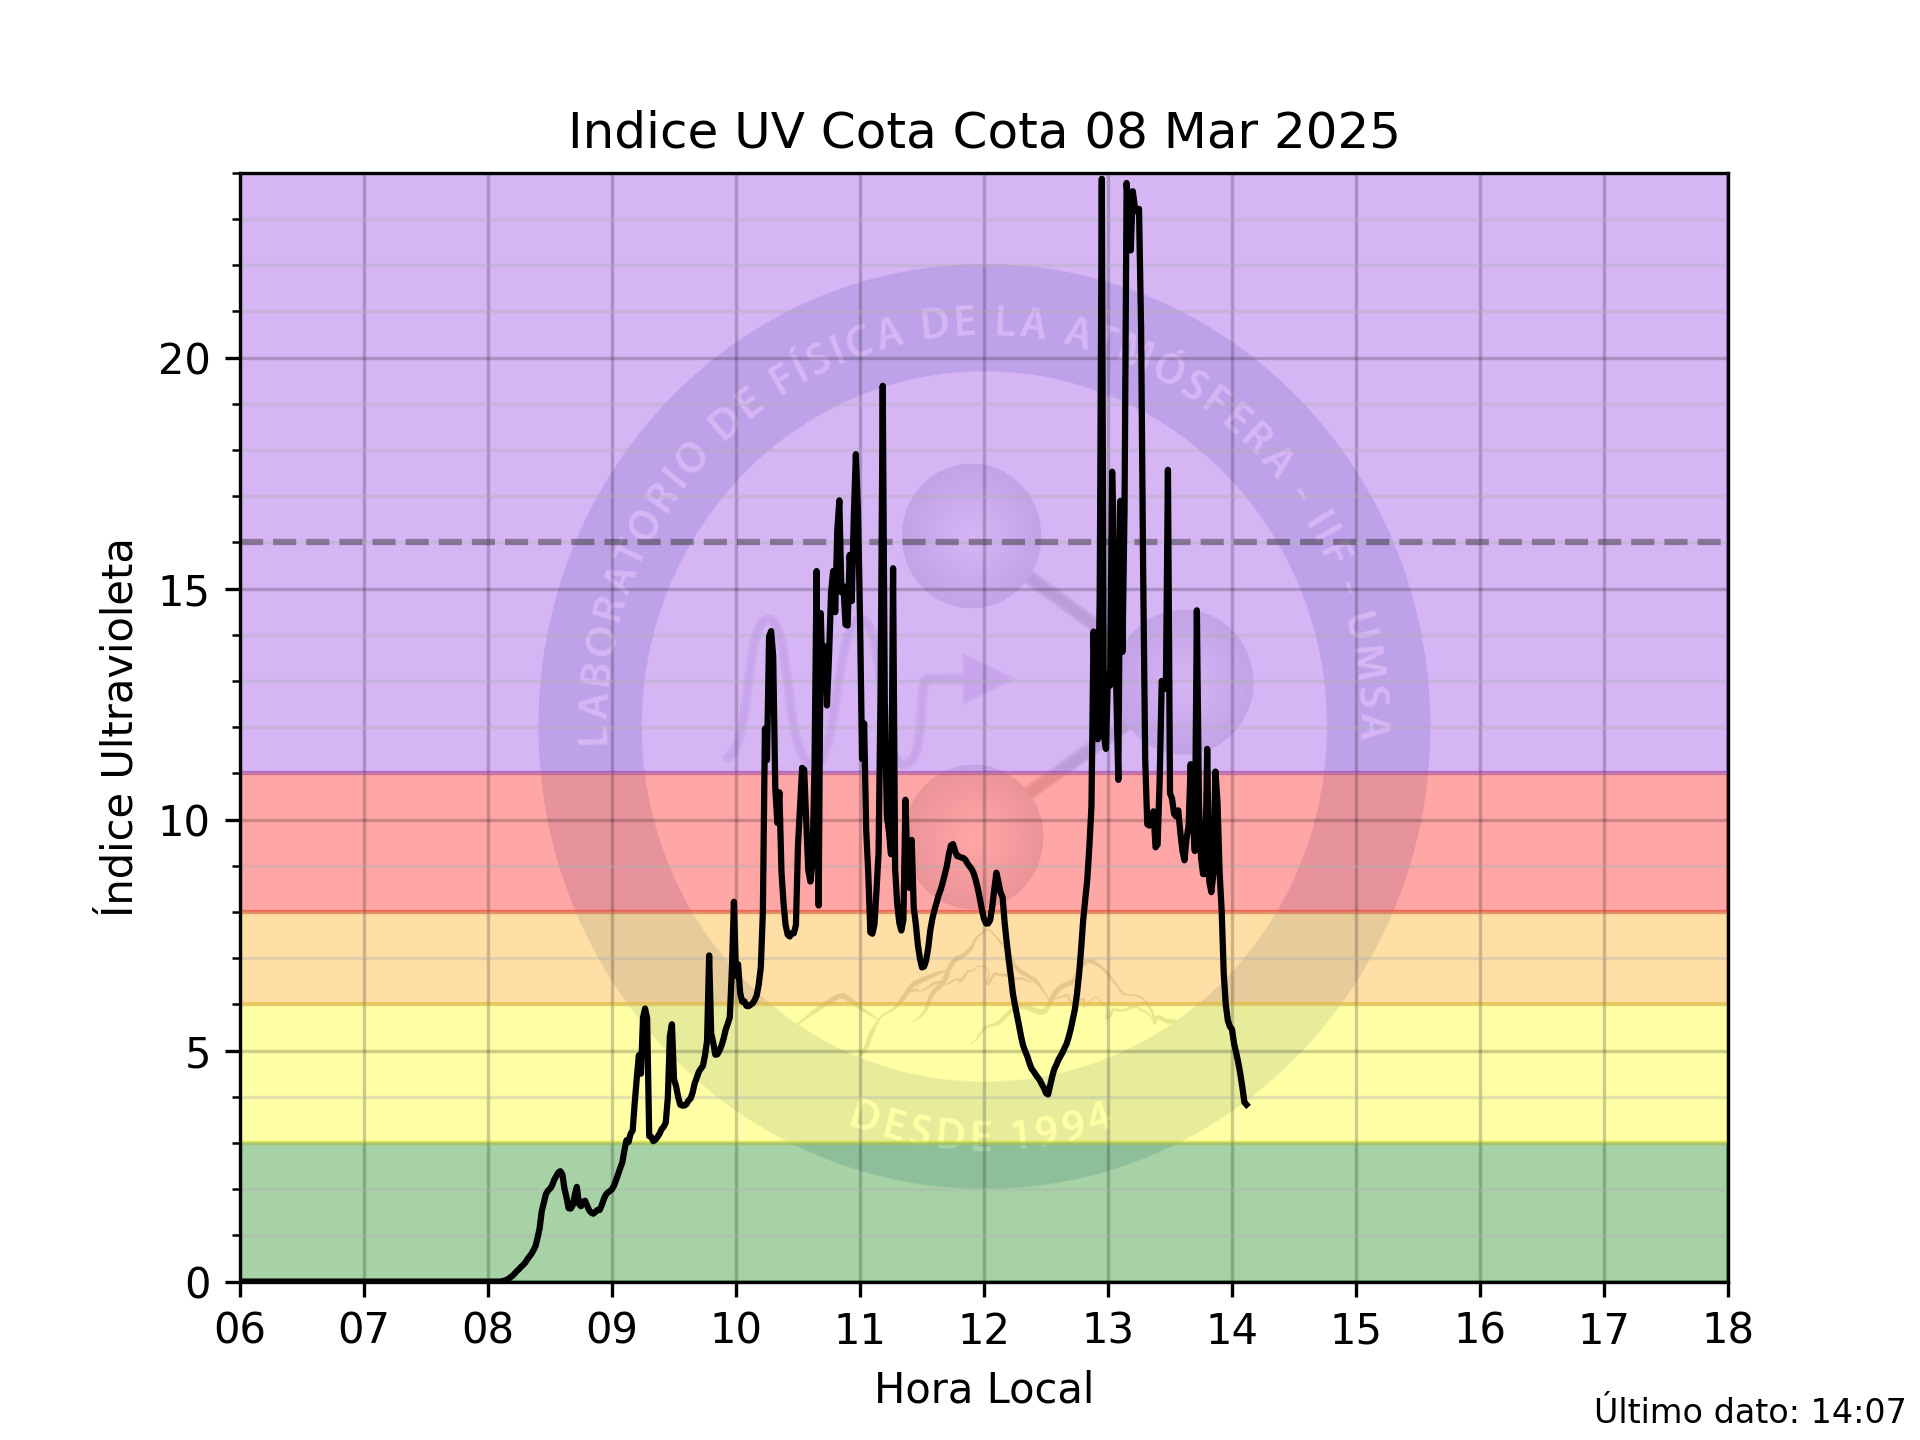 Indice UV Cota Cota 08 Mar 2025
Índice Ultravioleta
20
15
10
5
0
LABORATORIO DE FÍSICA DE LA ATMÓSFERA - IIF - UMSA
DESDE 1994
06 07 08 09 10 11 12 13 14 15 16 17 18
Hora Local
Último dato: 14:07